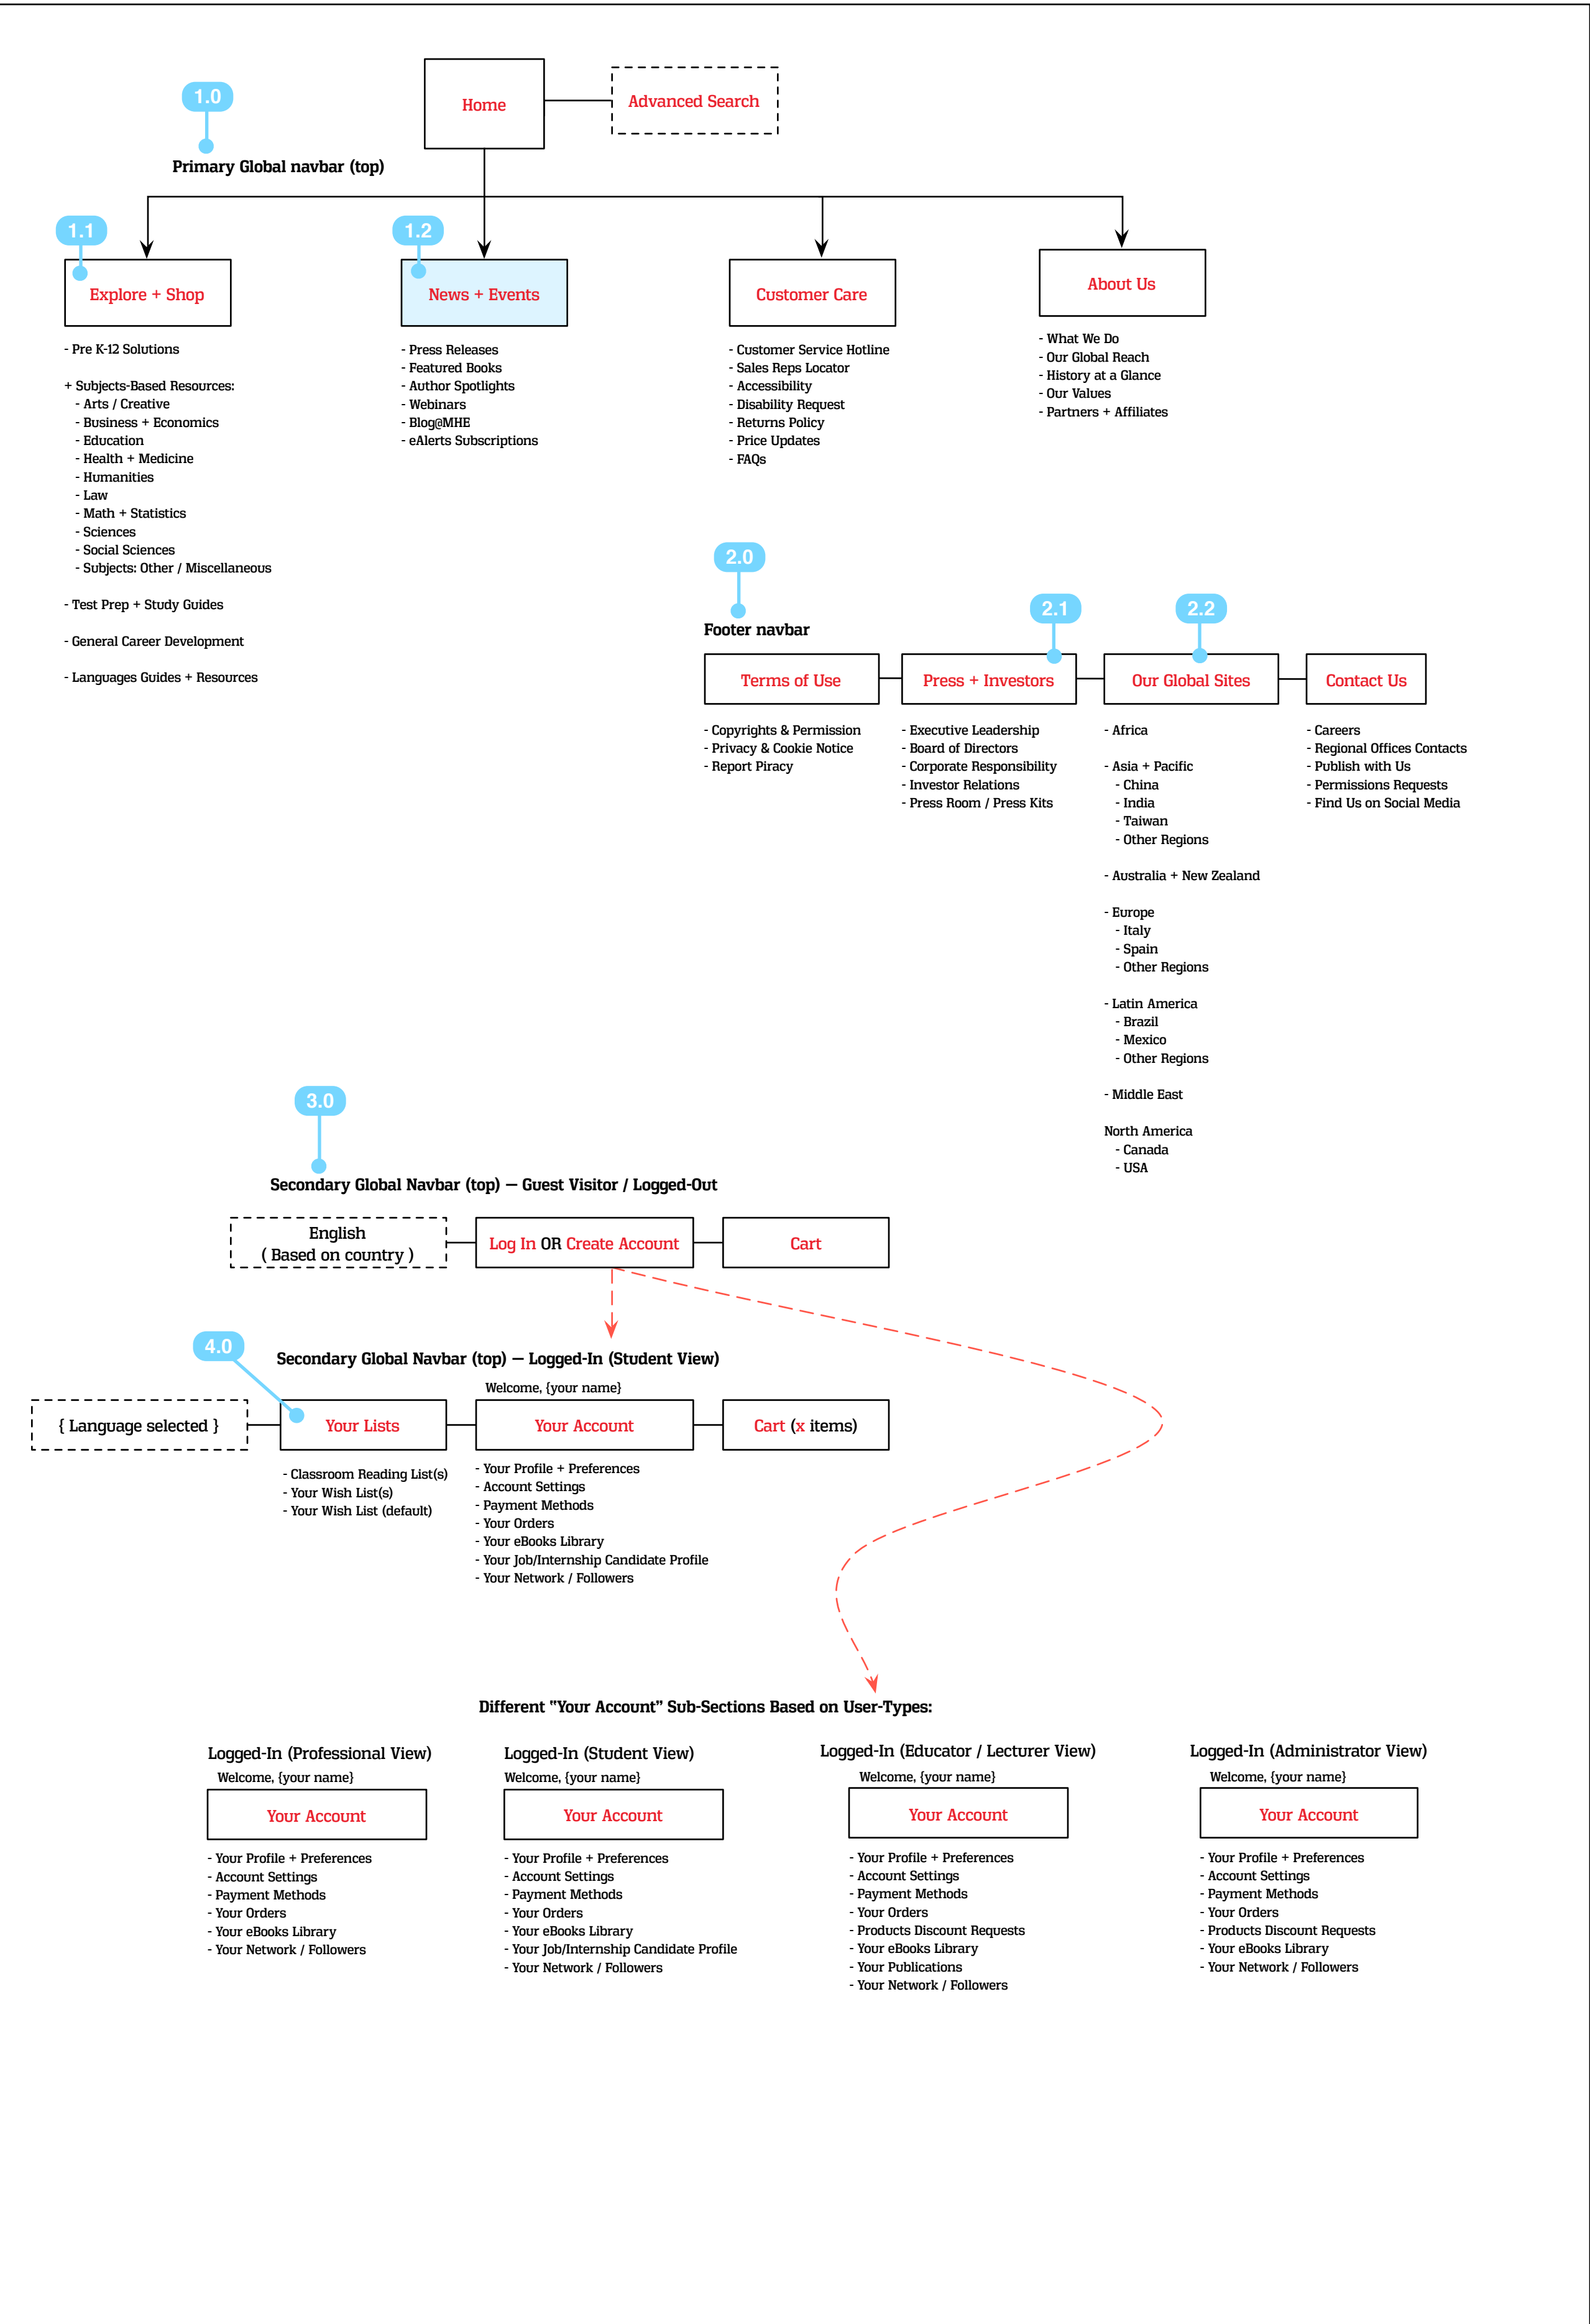 1.0
Home
Advanced Search
Primary Global navbar (top)
1.1
Explore + Shop
- Pre K-12 Solutions
+ Subjects-Based Resources:
- Arts / Creative
- Business + Economics
- Education
- Health + Medicine
- Humanities
- Law
- Math + Statistics
- Sciences
- Social Sciences
- Subjects: Other / Miscellaneous
- Test Prep + Study Guides
- General Career Development
- Languages Guides + Resources
1.2
News + Events
- Press Releases
- Featured Books
- Author Spotlights
- Webinars
- Blog@MHE
- eAlerts Subscriptions
Customer Care
- Customer Service Hotline
- Sales Reps Locator
- Accessibility
- Disability Request
- Returns Policy
- Price Updates
- FAQs
About Us
- What We Do
- Our Global Reach
- History at a Glance
- Our Values
- Partners + Affiliates
2.0
Footer navbar
Terms of Use
- Copyrights & Permission
- Privacy & Cookie Notice
- Report Piracy
2.1
Press + Investors
- Executive Leadership
- Board of Directors
- Corporate Responsibility
- Investor Relations
- Press Room / Press Kits
2.2
Our Global Sites
- Africa
- Asia + Pacific
- China
- India
- Taiwan
- Other Regions
- Australia + New Zealand
- Europe
- Italy
- Spain
- Other Regions
- Latin America
- Brazil
- Mexico
- Other Regions
- Middle East
North America
- Canada
- USA
Contact Us
- Careers
- Regional Offices Contacts
- Publish with Us
- Permissions Requests
- Find Us on Social Media
3.0
Secondary Global Navbar (top) — Guest Visitor / Logged-Out
English
( Based on country )
Log In OR Create Account
Cart
4.0
Secondary Global Navbar (top) — Logged-In (Student View)
Welcome, {your name}
{ Language selected }
Your Lists
- Classroom Reading List(s)
- Your Wish List(s)
- Your Wish List (default)
Your Account
- Your Profile + Preferences
- Account Settings
- Payment Methods
- Your Orders
- Your eBooks Library
- Your Job/Internship Candidate Profile
- Your Network / Followers
Cart (x items)
Different “Your Account” Sub-Sections Based on User-Types:
Logged-In (Professional View)
Welcome, {your name}
Your Account
- Your Profile + Preferences
- Account Settings
- Payment Methods
- Your Orders
- Your eBooks Library
- Your Network / Followers
Logged-In (Student View)
Welcome, {your name}
Your Account
- Your Profile + Preferences
- Account Settings
- Payment Methods
- Your Orders
- Your eBooks Library
- Your Job/Internship Candidate Profile
- Your Network / Followers
Logged-In (Educator / Lecturer View)
Welcome, {your name}
Your Account
- Your Profile + Preferences
- Account Settings
- Payment Methods
- Your Orders
- Products Discount Requests
- Your eBooks Library
- Your Publications
- Your Network / Followers
Logged-In (Administrator View)
Welcome, {your name}
Your Account
- Your Profile + Preferences
- Account Settings
- Payment Methods
- Your Orders
- Products Discount Requests
- Your eBooks Library
- Your Network / Followers